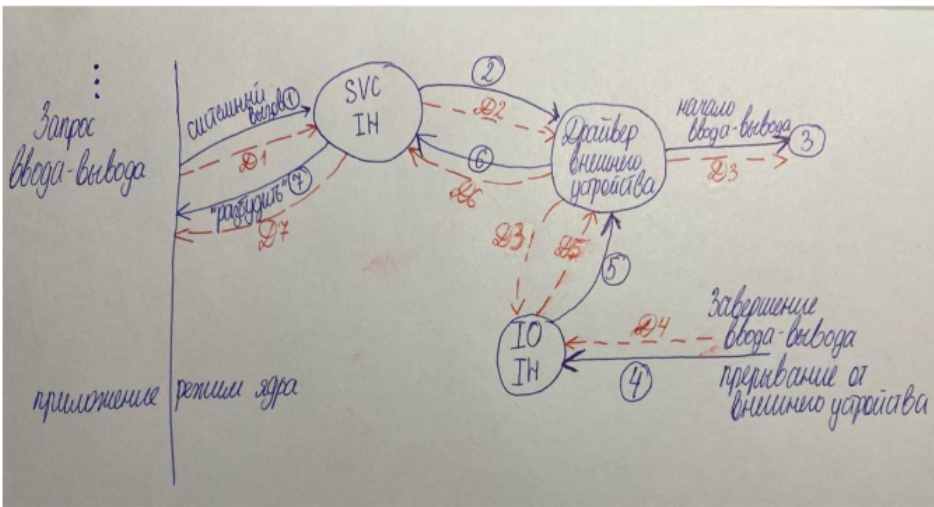 Запрос
ввода-вывода
системный
вызов ①
Д1
SVC
IH
②
Д2
⑥
Д6
"разбудить" ⑦
Д7
Драйвер
внешнего
устройства
начало
ввода-вывода
③
Д3
Д3
Д5
⑤
IO
IH
Д4
④
Завершение
ввода-вывода
прерывание от
внешнего устройства
приложение
режим ядра